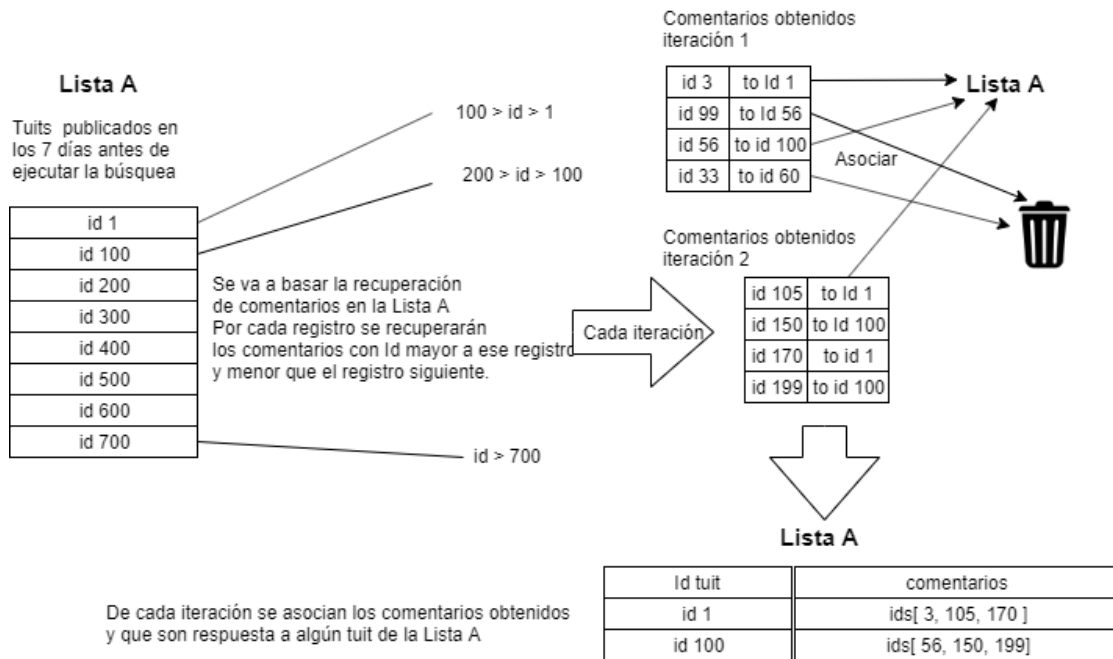 Lista A
Tuits publicados en
los 7 días antes de
ejecutar la búsquea
id 1
id 100
id 200
id 300
id 400
id 500
id 600
id 700
100 > id > 1
200 > id > 100
Se va a basar la recuperación
de comentarios en la Lista A
Por cada registro se recuperarán
los comentarios con Id mayor a ese registro
y menor que el registro siguiente.
id > 700
Cada iteración
Comentarios obtenidos
iteración 1
id 3 to Id 1
id 99 to Id 56
id 56 to id 100
id 33 to id 60
Lista A
Asociar
Comentarios obtenidos
iteración 2
id 105 to Id 1
id 150 to Id 100
id 170 to id 1
id 199 to id 100
De cada iteración se asocian los comentarios obtenidos
y que son respuesta a algún tuit de la Lista A
Lista A
Id tuit comentarios
id 1 ids[ 3, 105, 170 ]
id 100 ids[ 56, 150, 199]